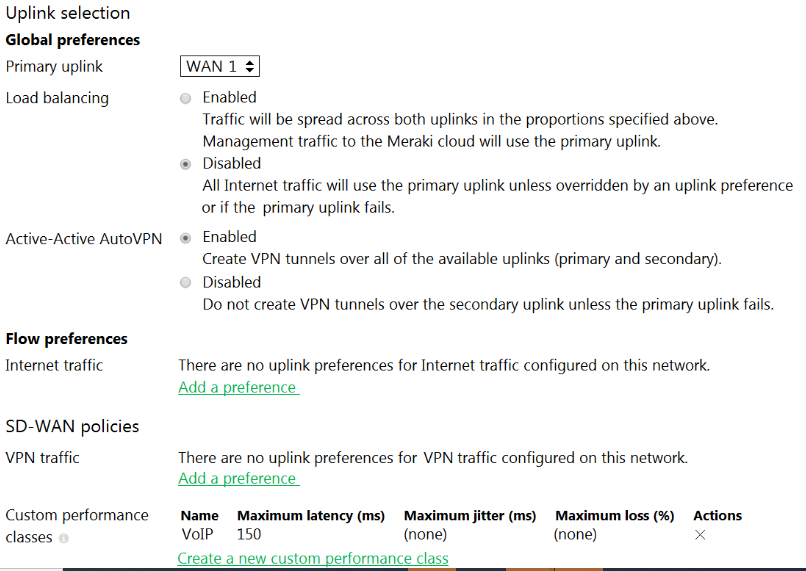 Uplink selection
Global preferences
Primary uplink WAN 1
Load balancing Enabled
Traffic will be spread across both uplinks in the proportions specified above.
Management traffic to the Meraki cloud will use the primary uplink.
Disabled
All Internet traffic will use the primary uplink unless overridden by an uplink preference
or if the primary uplink fails.
Active-Active AutoVPN Enabled
Create VPN tunnels over all of the available uplinks (primary and secondary).
Disabled
Do not create VPN tunnels over the secondary uplink unless the primary uplink fails.
Flow preferences
Internet traffic There are no uplink preferences for Internet traffic configured on this network.
Add a preference
SD-WAN policies
VPN traffic There are no uplink preferences for VPN traffic configured on this network.
Add a preference
Custom performance classes i
Name Maximum latency (ms) Maximum jitter (ms) Maximum loss (%) Actions
VoIP 150 (none) (none) ×
Create a new custom performance class